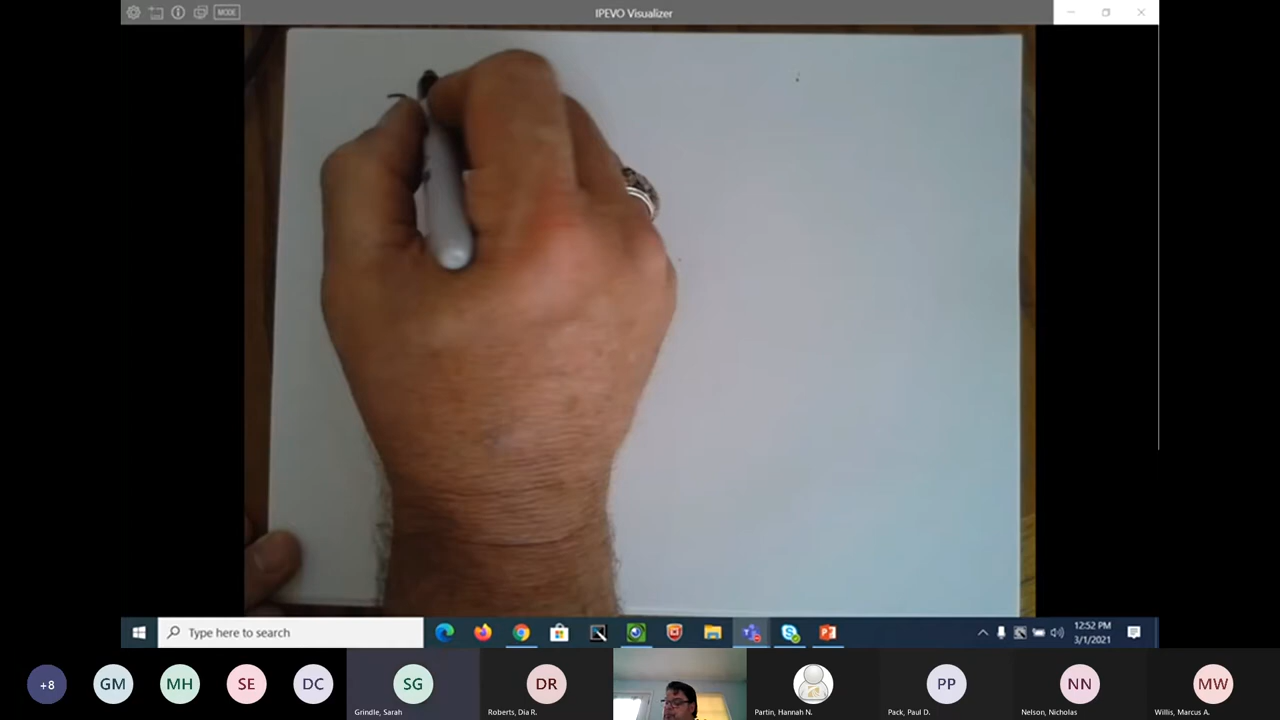 MODE
IPEVO Visualizer
Type here to search
12:52 PM
3/1/2021
+8
GM
MH
SE
DC
SG
Grindle, Sarah
DR
Roberts, Dia R.
Partin, Hannah N.
PP
Pack, Paul D.
NN
Nelson, Nicholas
MW
Willis, Marcus A.